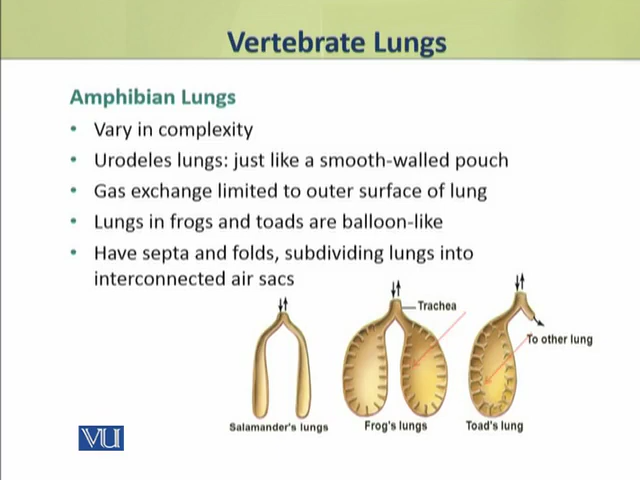 Vertebrate Lungs
Amphibian Lungs
• Vary in complexity
• Urodeles lungs: just like a smooth-walled pouch
• Gas exchange limited to outer surface of lung
• Lungs in frogs and toads are balloon-like
• Have septa and folds, subdividing lungs into
interconnected air sacs
Trachea
To other lung
Salamander's lungs
Frog's lungs
Toad's lung
VU